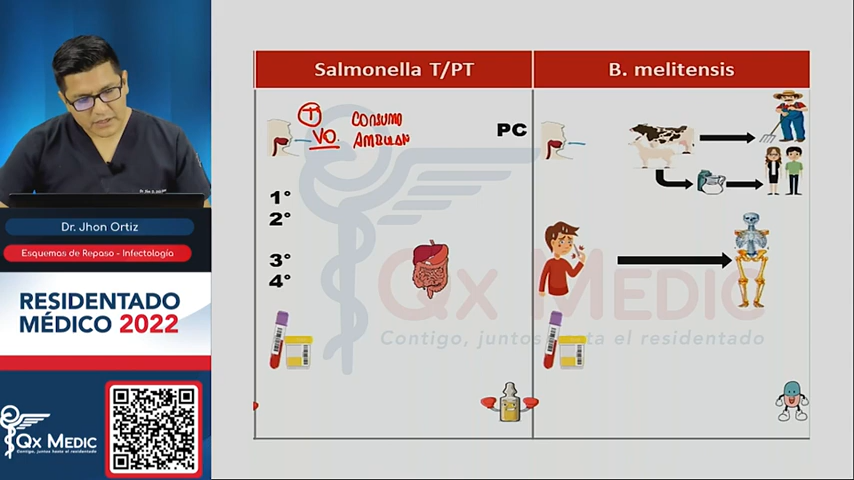 Salmonella T/PT
B. melitensis
T
CONSUMO
VO.
PC
1°
2°
3°
4°
Qx MEDIC
Contigo, juntos hasta el residentado
Dr. Jhon Ortiz
Esquemas de Repaso - Infectología
RESIDENTADO
MÉDICO 2022
Qx MEDIC
Contigo, juntos hasta el residentado